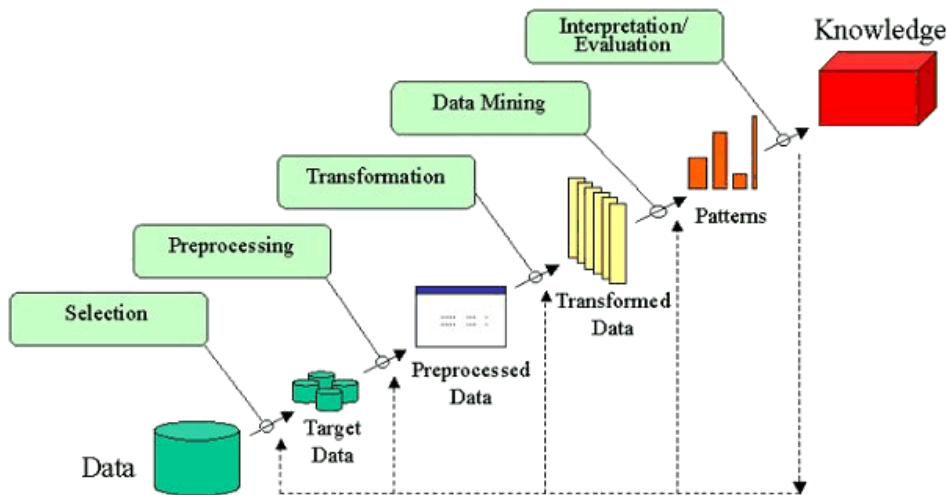 Interpretation/
Evaluation
Knowledge
Data Mining
Transformation
Patterns
Preprocessing
Transformed
Data
Selection
Preprocessed
Data
Target
Data
Data